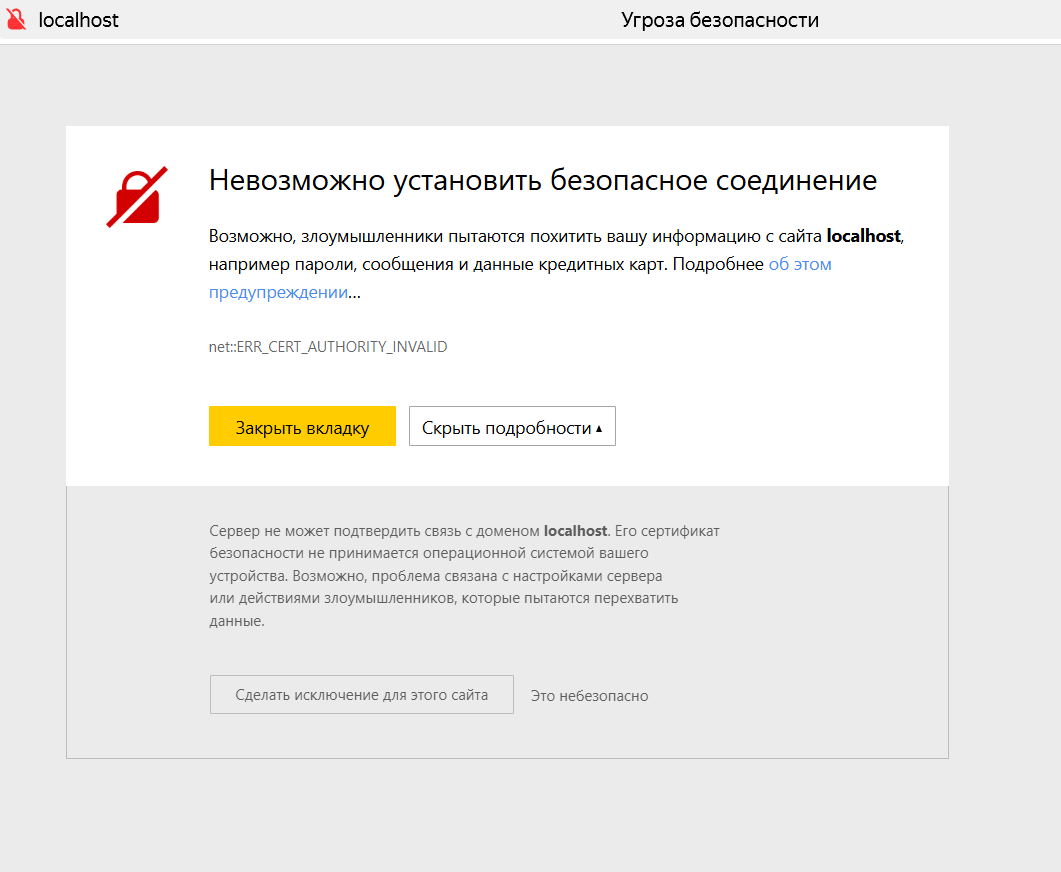 localhost Угроза безопасности
Невозможно установить безопасное соединение
Возможно, злоумышленники пытаются похитить вашу информацию с сайта localhost,
например пароли, сообщения и данные кредитных карт. Подробнее об этом
предупреждении...
net::ERR_CERT_AUTHORITY_INVALID
Закрыть вкладку Скрыть подробности ▴
Сервер не может подтвердить связь с доменом localhost. Его сертификат
безопасности не принимается операционной системой вашего
устройства. Возможно, проблема связана с настройками сервера
или действиями злоумышленников, которые пытаются перехватить
данные.
Сделать исключение для этого сайта Это небезопасно